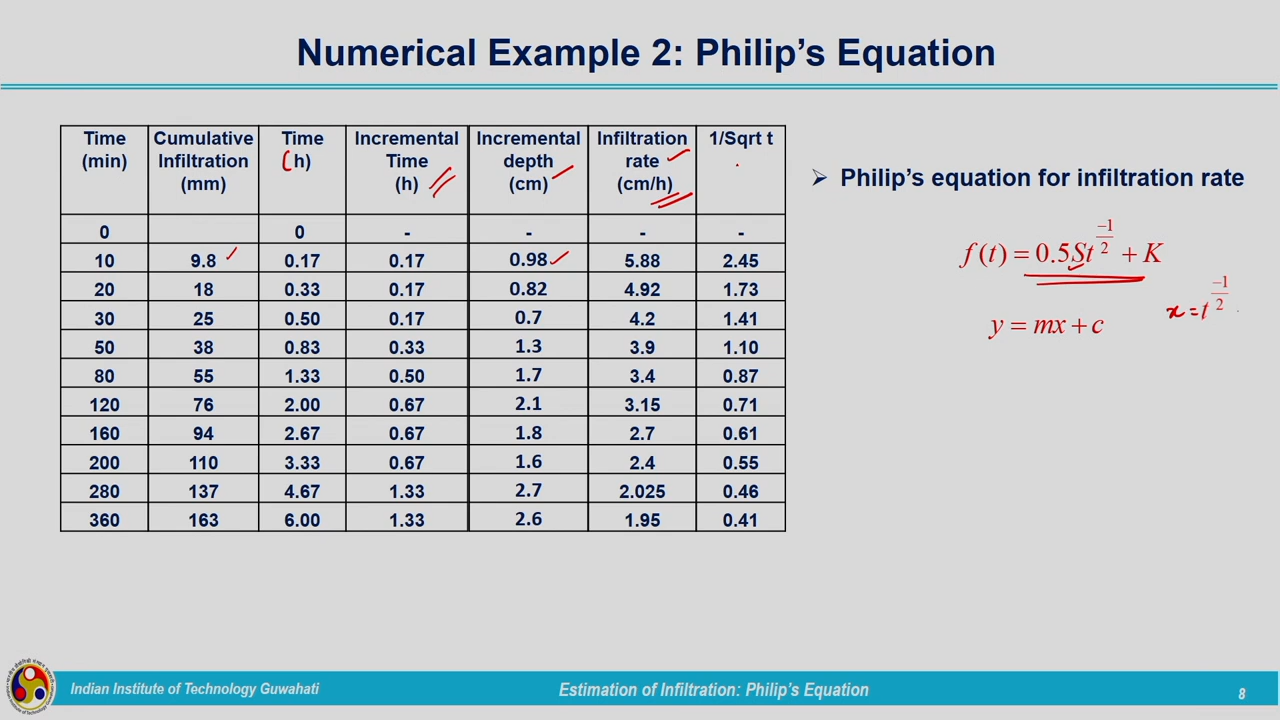 Numerical Example 2: Philip's Equation
Time (min) Cumulative Infiltration (mm) Time (h) Incremental Time (h) Incremental depth (cm) Infiltration rate (cm/h) 1/Sqrt t
0 0 - - - -
10 9.8 0.17 0.17 0.98 5.88 2.45
20 18 0.33 0.17 0.82 4.92 1.73
30 25 0.50 0.17 0.7 4.2 1.41
50 38 0.83 0.33 1.3 3.9 1.10
80 55 1.33 0.50 1.7 3.4 0.87
120 76 2.00 0.67 2.1 3.15 0.71
160 94 2.67 0.67 1.8 2.7 0.61
200 110 3.33 0.67 1.6 2.4 0.55
280 137 4.67 1.33 2.7 2.025 0.46
360 163 6.00 1.33 2.6 1.95 0.41
➢ Philip's equation for infiltration rate
f(t) = 0.5St^(-1/2) + K
x = t^(-1/2)
y = mx + c
Indian Institute of Technology Guwahati
Estimation of Infiltration: Philip's Equation
8